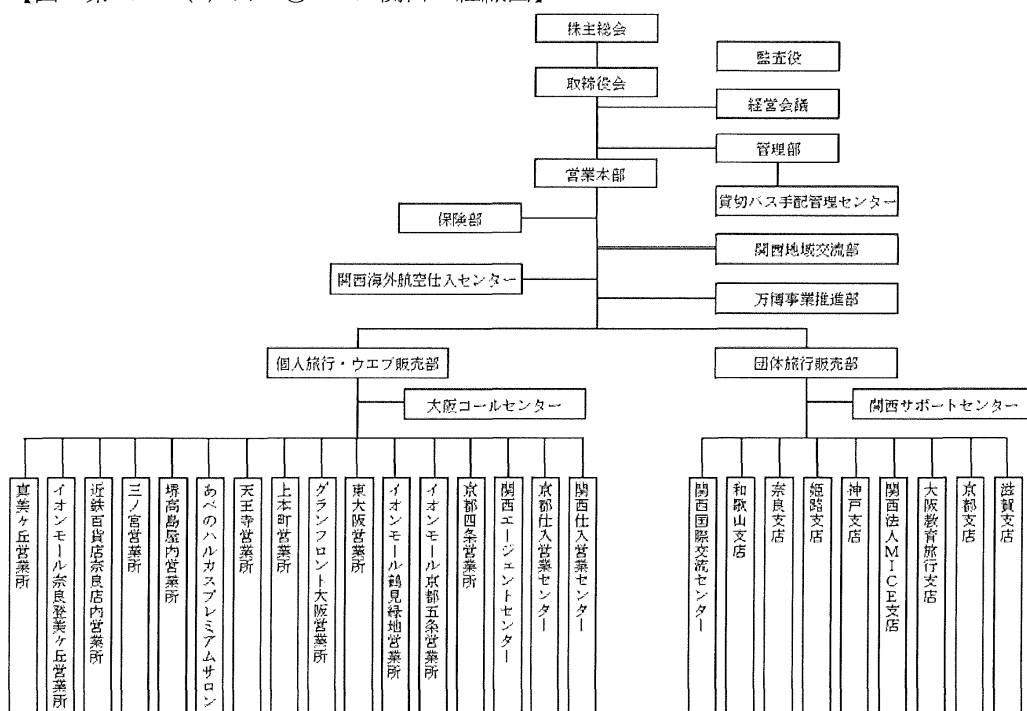 株主総会
監査役
取締役会
経営会議
管理部
営業本部
貸切バス手配管理センター
保険部
関西地域交流部
関西海外航空仕入センター
万博事業推進部
個人旅行・ウエブ販売部
団体旅行販売部
大阪コールセンター
関西サポートセンター
真美ヶ丘営業所
イオンモール奈良登美ヶ丘営業所
近鉄百貨店奈良店内営業所
三ノ宮営業所
堺高島屋内営業所
あべのハルカスプレミアムサロン
天王寺営業所
上本町営業所
グランフロント大阪営業所
東大阪営業所
イオンモール鶴見緑地営業所
イオンモール京都五条営業所
京都四条営業所
関西エージェントセンター
京都仕入営業センター
関西仕入営業センター
関西国際交流センター
和歌山支店
奈良支店
姫路支店
神戸支店
関西法人MICE支店
大阪教育旅行支店
京都支店
滋賀支店